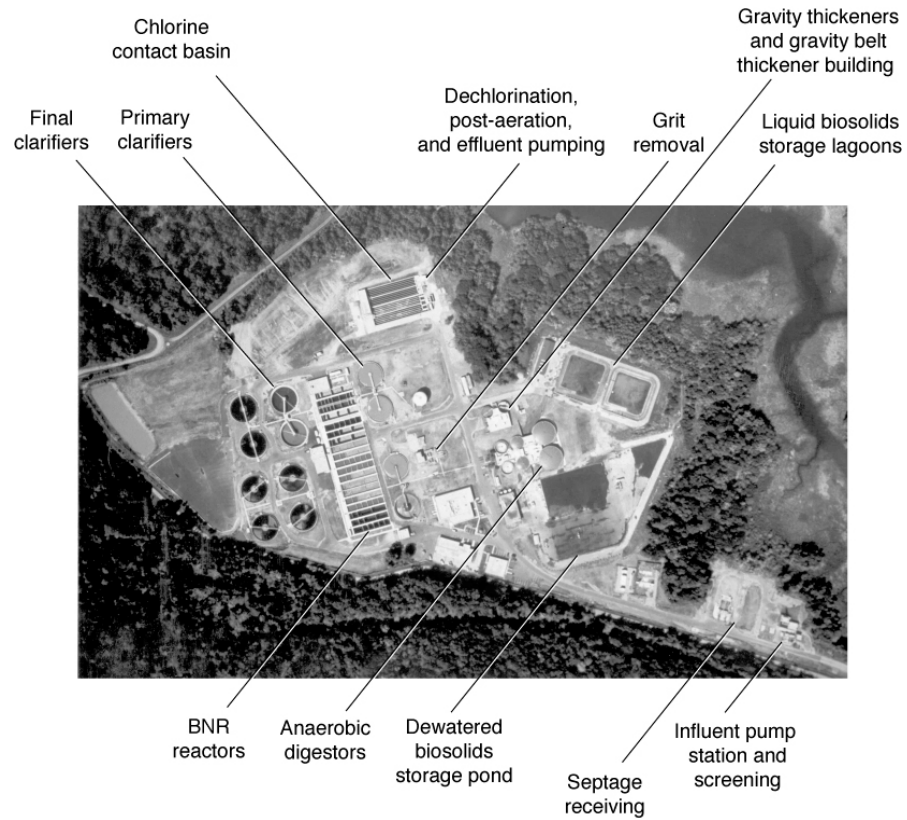 Chlorine
contact basin
Gravity thickeners
and gravity belt
thickener building
Final
clarifiers
Primary
clarifiers
Dechlorination,
post-aeration,
and effluent pumping
Grit
removal
Liquid biosolids
storage lagoons
BNR
reactors
Anaerobic
digestors
Dewatered
biosolids
storage pond
Septage
receiving
Influent pump
station and
screening